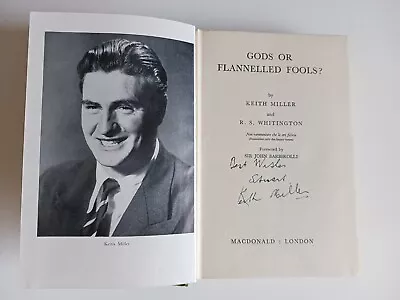 Keith Miller
GODS OR
FLANNELLED FOOLS?
by
KEITH MILLER
and
R. S. WHITINGTON
Foreword by
SIR JOHN BARBIROLLI
Best Wishes
Stuart
Keith Miller
MACDONALD : LONDON